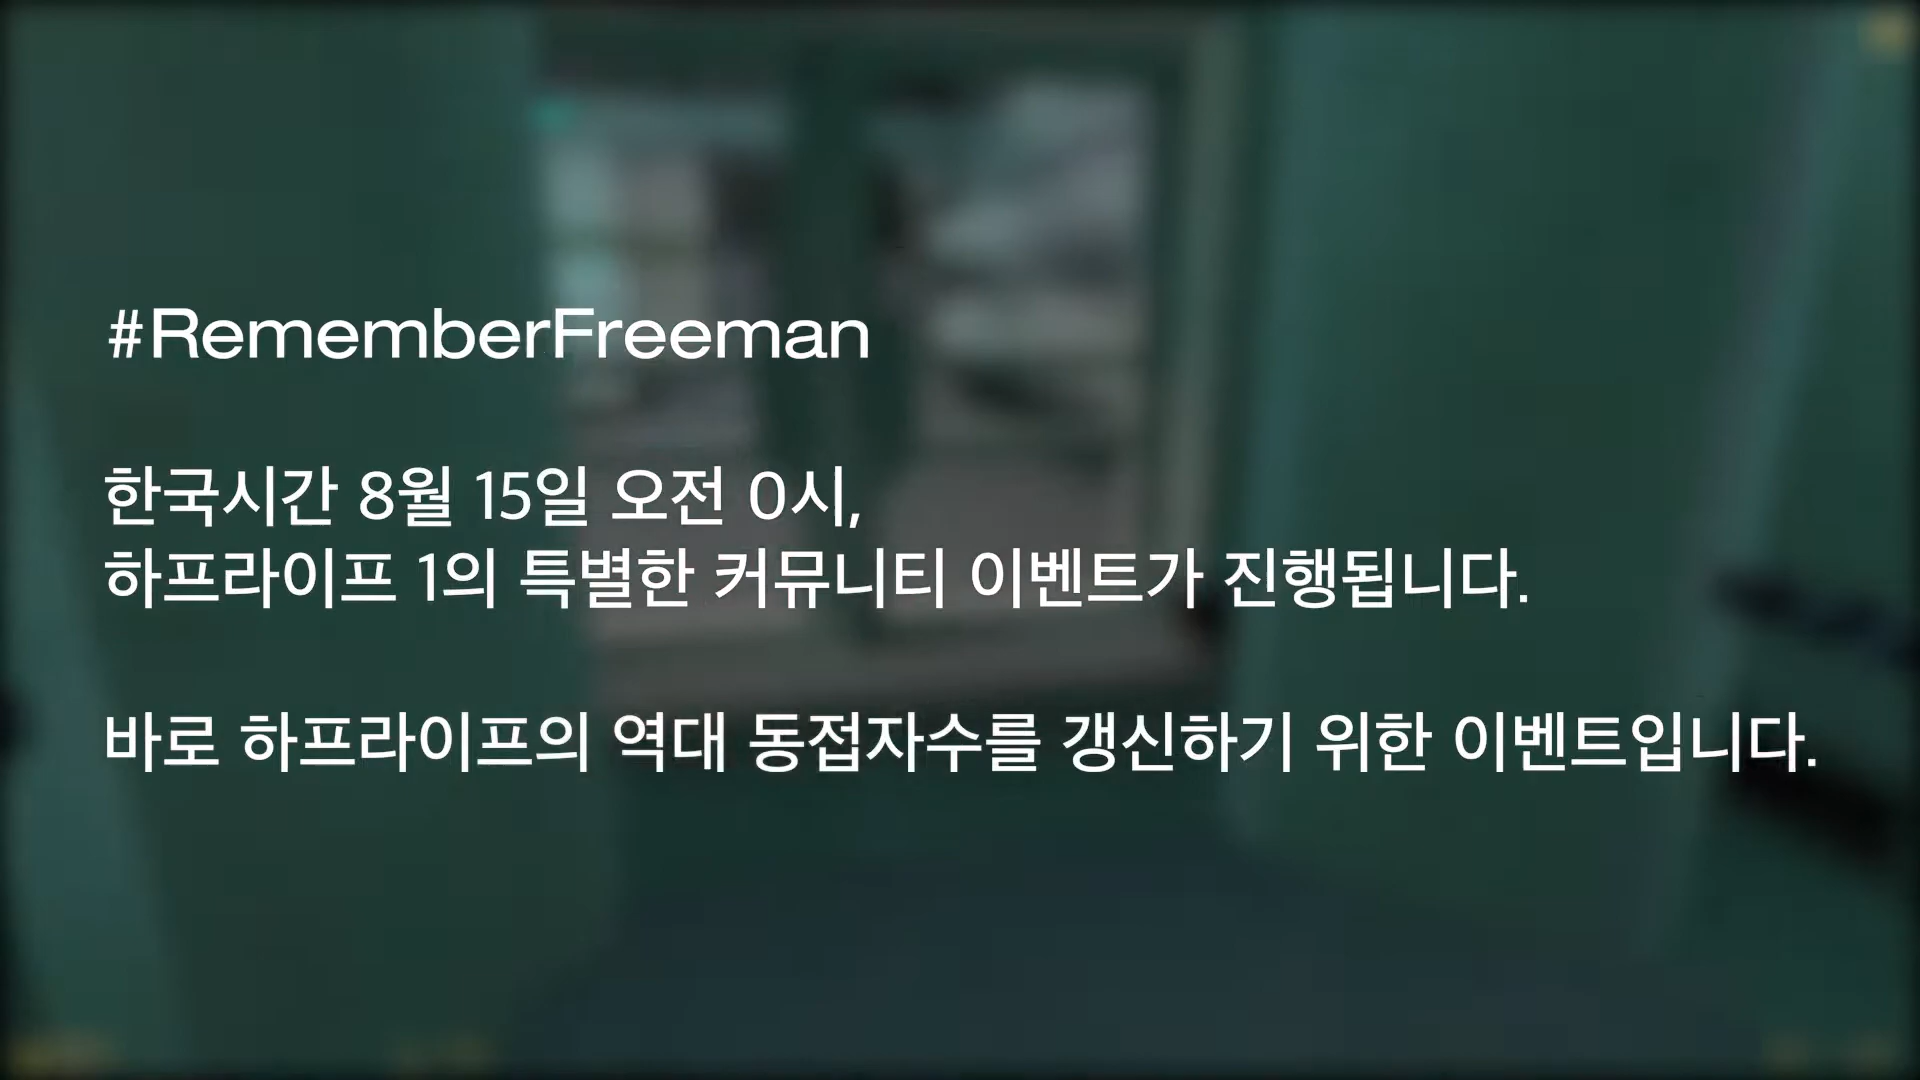 #RememberFreeman
한국시간 8월 15일 오전 0시,
하프라이프 1의 특별한 커뮤니티 이벤트가 진행됩니다.
바로 하프라이프의 역대 동접자수를 갱신하기 위한 이벤트입니다.